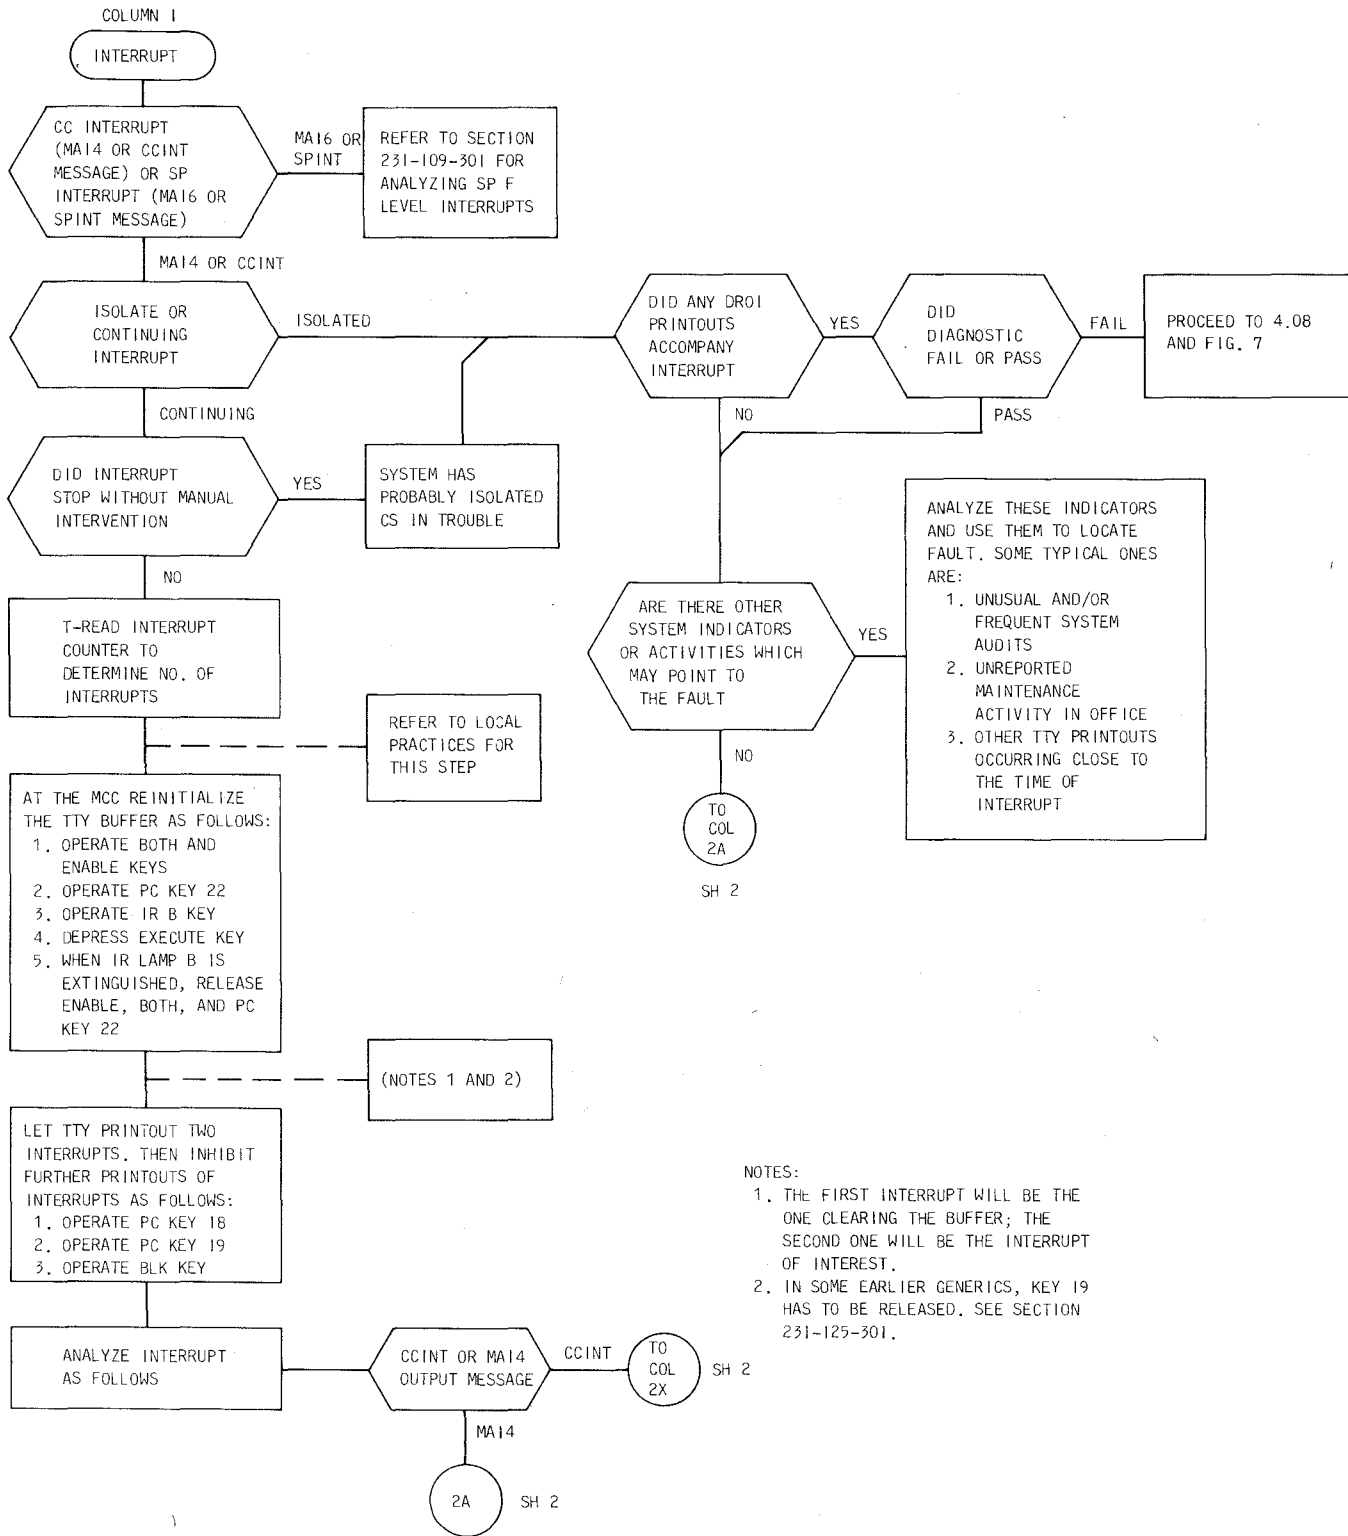 COLUMN 1
INTERRUPT
CC INTERRUPT
(MA14 OR CCINT
MESSAGE) OR SP
INTERRUPT (MA16 OR
SPINT MESSAGE)
MA16 OR
SPINT
REFER TO SECTION
231-109-301 FOR
ANALYZING SP F
LEVEL INTERRUPTS
MA14 OR CCINT
ISOLATE OR
CONTINUING
INTERRUPT
ISOLATED
DID ANY DR01
PRINTOUTS
ACCOMPANY
INTERRUPT
YES
DID
DIAGNOSTIC
FAIL OR PASS
FAIL
PROCEED TO 4.08
AND FIG. 7
CONTINUING
NO
PASS
DID INTERRUPT
STOP WITHOUT MANUAL
INTERVENTION
YES
SYSTEM HAS
PROBABLY ISOLATED
CS IN TROUBLE
NO
ARE THERE OTHER
SYSTEM INDICATORS
OR ACTIVITIES WHICH
MAY POINT TO
THE FAULT
YES
ANALYZE THESE INDICATORS
AND USE THEM TO LOCATE
FAULT. SOME TYPICAL ONES
ARE:
1. UNUSUAL AND/OR
FREQUENT SYSTEM
AUDITS
2. UNREPORTED
MAINTENANCE
ACTIVITY IN OFFICE
3. OTHER TTY PRINTOUTS
OCCURRING CLOSE TO
THE TIME OF
INTERRUPT
NO
TO
COL
2A
SH 2
T-READ INTERRUPT
COUNTER TO
DETERMINE NO. OF
INTERRUPTS
REFER TO LOCAL
PRACTICES FOR
THIS STEP
AT THE MCC REINITIALIZE
THE TTY BUFFER AS FOLLOWS:
1. OPERATE BOTH AND
ENABLE KEYS
2. OPERATE PC KEY 22
3. OPERATE IR B KEY
4. DEPRESS EXECUTE KEY
5. WHEN IR LAMP B IS
EXTINGUISHED, RELEASE
ENABLE, BOTH, AND PC
KEY 22
(NOTES 1 AND 2)
LET TTY PRINTOUT TWO
INTERRUPTS. THEN INHIBIT
FURTHER PRINTOUTS OF
INTERRUPTS AS FOLLOWS:
1. OPERATE PC KEY 18
2. OPERATE PC KEY 19
3. OPERATE BLK KEY
NOTES:
1. THE FIRST INTERRUPT WILL BE THE
ONE CLEARING THE BUFFER; THE
SECOND ONE WILL BE THE INTERRUPT
OF INTEREST.
2. IN SOME EARLIER GENERICS, KEY 19
HAS TO BE RELEASED. SEE SECTION
231-125-301.
ANALYZE INTERRUPT
AS FOLLOWS
CCINT OR MA14
OUTPUT MESSAGE
CCINT
TO
COL
2X
SH 2
MA14
2A
SH 2